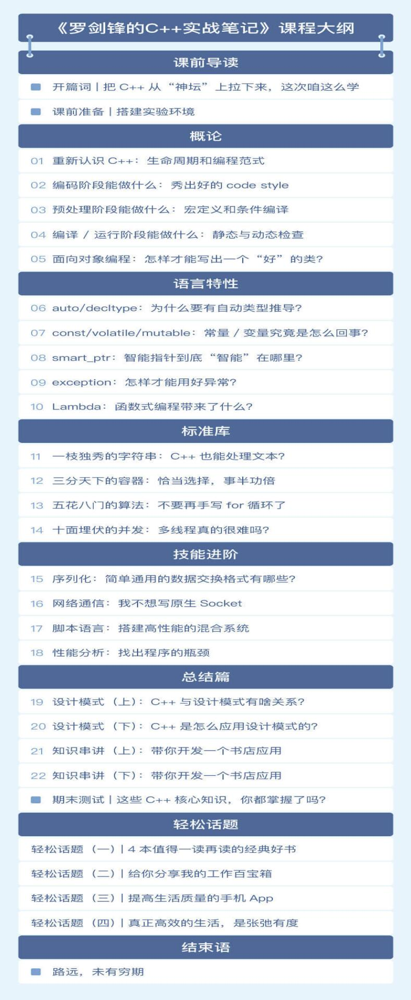 《罗剑锋的C++实战笔记》课程大纲
课前导读
开篇词 | 把 C++ 从“神坛”上拉下来，这次咱这么学
课前准备 | 搭建实验环境
概论
01 重新认识 C++：生命周期和编程范式
02 编码阶段能做什么：秀出好的 code style
03 预处理阶段能做什么：宏定义和条件编译
04 编译 / 运行阶段能做什么：静态与动态检查
05 面向对象编程：怎样才能写出一个“好”的类?
语言特性
06 auto/decltype：为什么要有自动类型推导?
07 const/volatile/mutable：常量 / 变量究竟是怎么回事?
08 smart_ptr：智能指针到底“智能”在哪里?
09 exception：怎样才能用好异常?
10 Lambda：函数式编程带来了什么?
标准库
11 一枝独秀的字符串：C++ 也能处理文本?
12 三分天下的容器：恰当选择，事半功倍
13 五花八门的算法：不要再手写 for 循环了
14 十面埋伏的并发：多线程真的很难吗?
技能进阶
15 序列化：简单通用的数据交换格式有哪些?
16 网络通信：我不想写原生 Socket
17 脚本语言：搭建高性能的混合系统
18 性能分析：找出程序的瓶颈
总结篇
19 设计模式（上）：C++ 与设计模式有啥关系?
20 设计模式（下）：C++ 是怎么应用设计模式的?
21 知识串讲（上）：带你开发一个书店应用
22 知识串讲（下）：带你开发一个书店应用
期末测试 | 这些 C++ 核心知识，你都掌握了吗?
轻松话题
轻松话题（一）| 4 本值得一读再读的经典好书
轻松话题（二）| 给你分享我的工作百宝箱
轻松话题（三）| 提高生活质量的手机 App
轻松话题（四）| 真正高效的生活，是张弛有度
结束语
路远，未有穷期